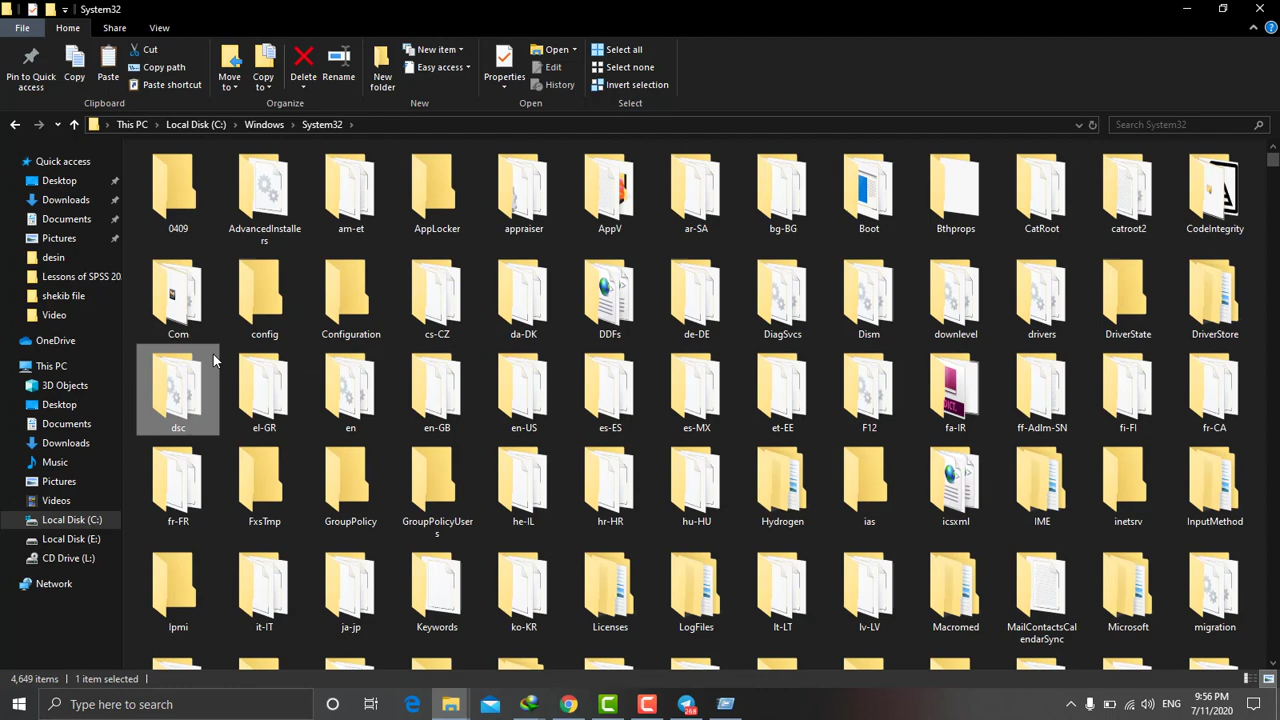 System32
File
Home
Share
View
Pin to Quick access
Copy
Paste
Cut
Copy path
Paste shortcut
Clipboard
Move to
Copy to
Delete
Rename
Organize
New folder
New item
Easy access
New
Properties
Open
Edit
History
Open
Select all
Select none
Invert selection
Select
This PC
Local Disk (C:)
Windows
System32
Search System32
Quick access
Desktop
Downloads
Documents
Pictures
desin
Lessons of SPSS 20
shekib file
Video
OneDrive
This PC
3D Objects
Desktop
Documents
Downloads
Music
Pictures
Videos
Local Disk (C:)
Local Disk (E:)
CD Drive (L:)
Network
0409
AdvancedInstallers
am-et
AppLocker
appraiser
AppV
ar-SA
bg-BG
Boot
Bthprops
CatRoot
catroot2
CodeIntegrity
Com
config
Configuration
cs-CZ
da-DK
DDFs
de-DE
DiagSvcs
Dism
downlevel
drivers
DriverState
DriverStore
dsc
el-GR
en
en-GB
en-US
es-ES
es-MX
et-EE
F12
fa-IR
ff-Adlm-SN
fi-FI
fr-CA
fr-FR
FxsTmp
GroupPolicy
GroupPolicyUsers
he-IL
hr-HR
hu-HU
Hydrogen
ias
icsxml
IME
inetsrv
InputMethod
Ipmi
it-IT
ja-jp
Keywords
ko-KR
Licenses
LogFiles
lt-LT
lv-LV
Macromed
MailContactsCalendarSync
Microsoft
migration
4,649 items
1 item selected
Type here to search
268
ENG
9:56 PM
7/11/2020